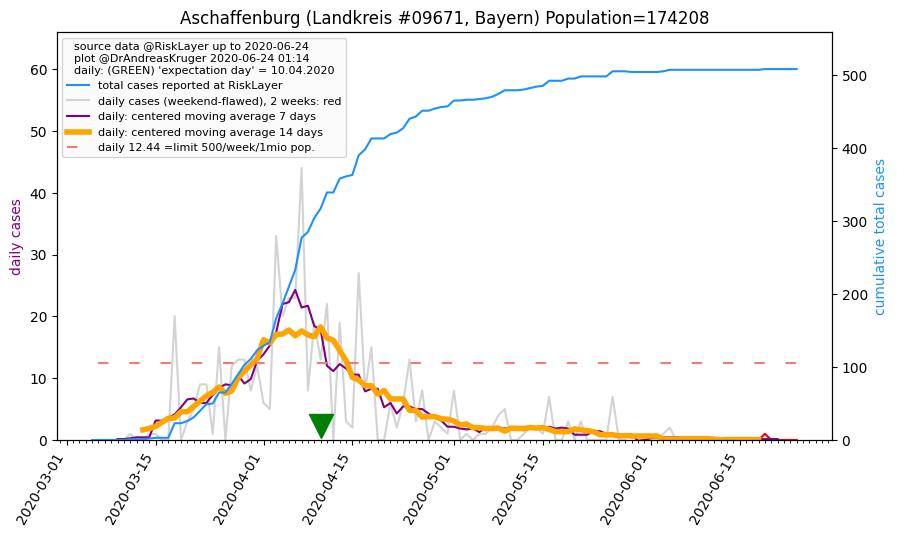 Aschaffenburg (Landkreis #09671, Bayern) Population=174208
source data @RiskLayer up to 2020-06-24
plot @DrAndreasKruger 2020-06-24 01:14
daily: (GREEN) 'expectation day' = 10.04.2020
total cases reported at RiskLayer
daily cases (weekend-flawed), 2 weeks: red
daily: centered moving average 7 days
daily: centered moving average 14 days
daily 12.44 =limit 500/week/1mio pop.
daily cases
60
50
40
30
20
10
0
cumulative total cases
500
400
300
200
100
0
2020-03-01
2020-03-15
2020-04-01
2020-04-15
2020-05-01
2020-05-15
2020-06-01
2020-06-15